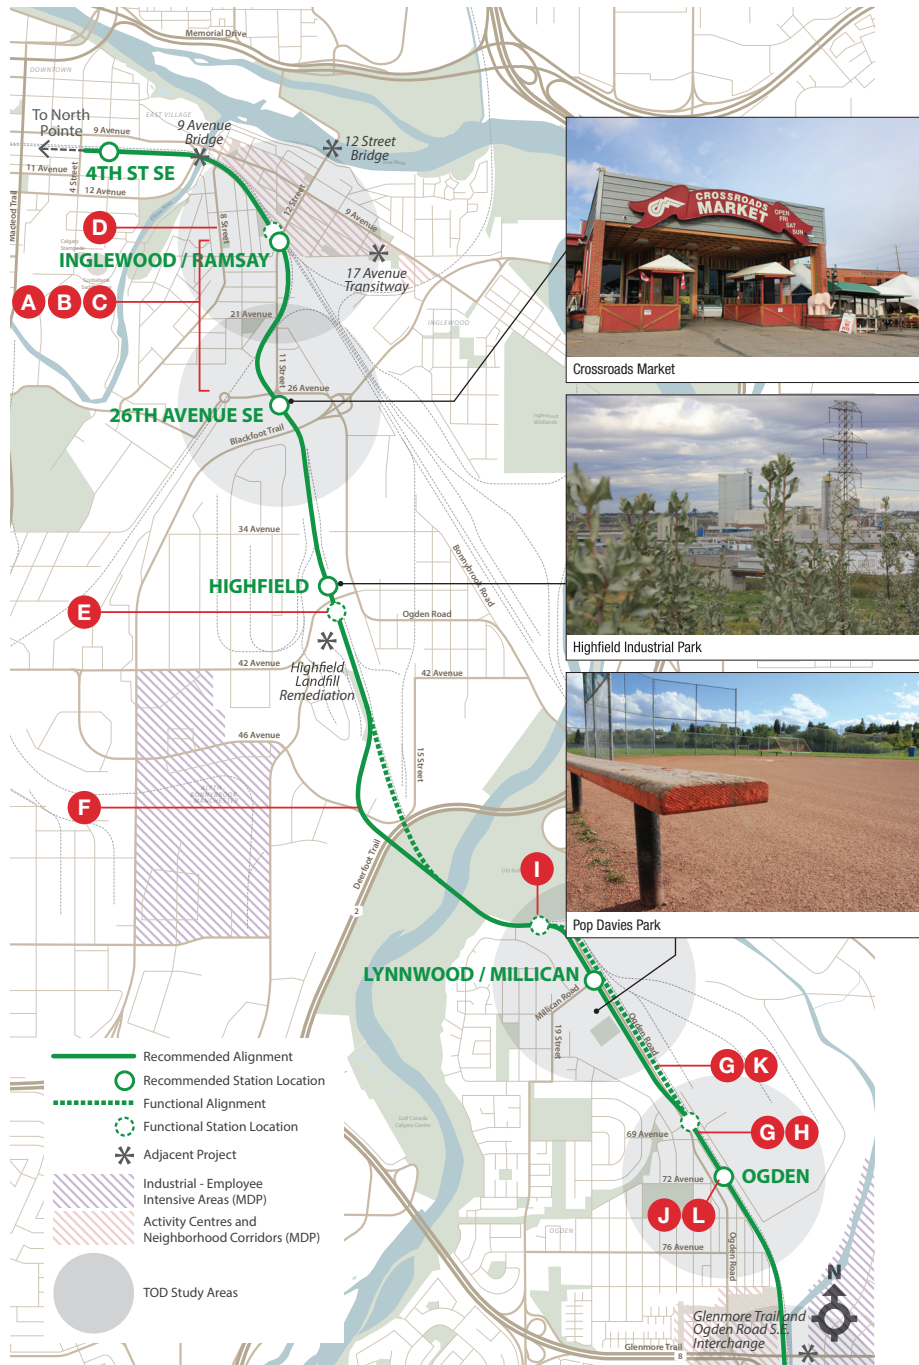 Memorial Drive
DOWNTOWN
EAST VILLAGE
To North
Pointe
9 Avenue
9 Avenue
Bridge
12 Street
Bridge
11 Avenue
4 Street
4TH ST SE
12 Avenue
Macleod Trail
8 Street
12 Street
9 Avenue
D
INGLEWOOD / RAMSAY
17 Avenue
Transitway
A B C
21 Avenue
INGLEWOOD
11 Street
26 Avenue
26TH AVENUE SE
Blackfoot Trail
CROSSROADS
MARKET
OPEN
FRI
SAT
SUN
Crossroads Market
34 Avenue
Bonnybrook Road
HIGHFIELD
E
Ogden Road
Highfield
Landfill
Remediation
42 Avenue
42 Avenue
Highfield Industrial Park
46 Avenue
15 Street
F
Deerfoot Trail
2
I
Pop Davies Park
LYNNWOOD / MILLICAN
Millican Road
19 Street
Ogden Road
G K
Golf Canada
Calgary Centre
69 Avenue
G H
72 Avenue
OGDEN
J L
OGDEN
76 Avenue
Ogden Road
N
Glenmore Trail and
Ogden Road S.E.
Interchange
Glenmore Trail
8
Recommended Alignment
Recommended Station Location
Functional Alignment
Functional Station Location
Adjacent Project
Industrial - Employee
Intensive Areas (MDP)
Activity Centres and
Neighborhood Corridors (MDP)
TOD Study Areas